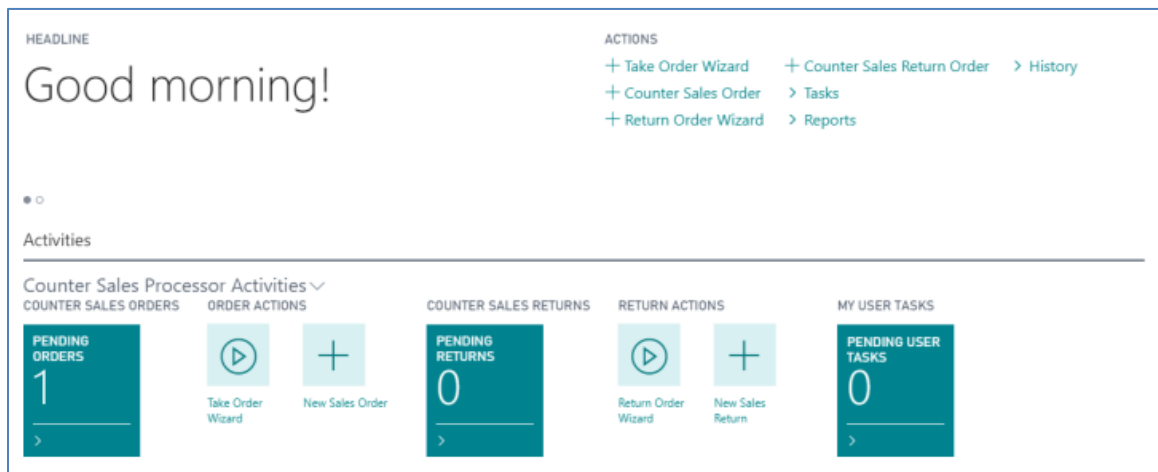 HEADLINE
Good morning!
ACTIONS
+ Take Order Wizard
+ Counter Sales Order
+ Return Order Wizard
+ Counter Sales Return Order
> Tasks
> Reports
> History
Activities
Counter Sales Processor Activities
COUNTER SALES ORDERS
PENDING
ORDERS
1
>
ORDER ACTIONS
Take Order
Wizard
New Sales Order
COUNTER SALES RETURNS
PENDING
RETURNS
0
RETURN ACTIONS
Return Order
Wizard
New Sales
Return
MY USER TASKS
PENDING USER
TASKS
0
>